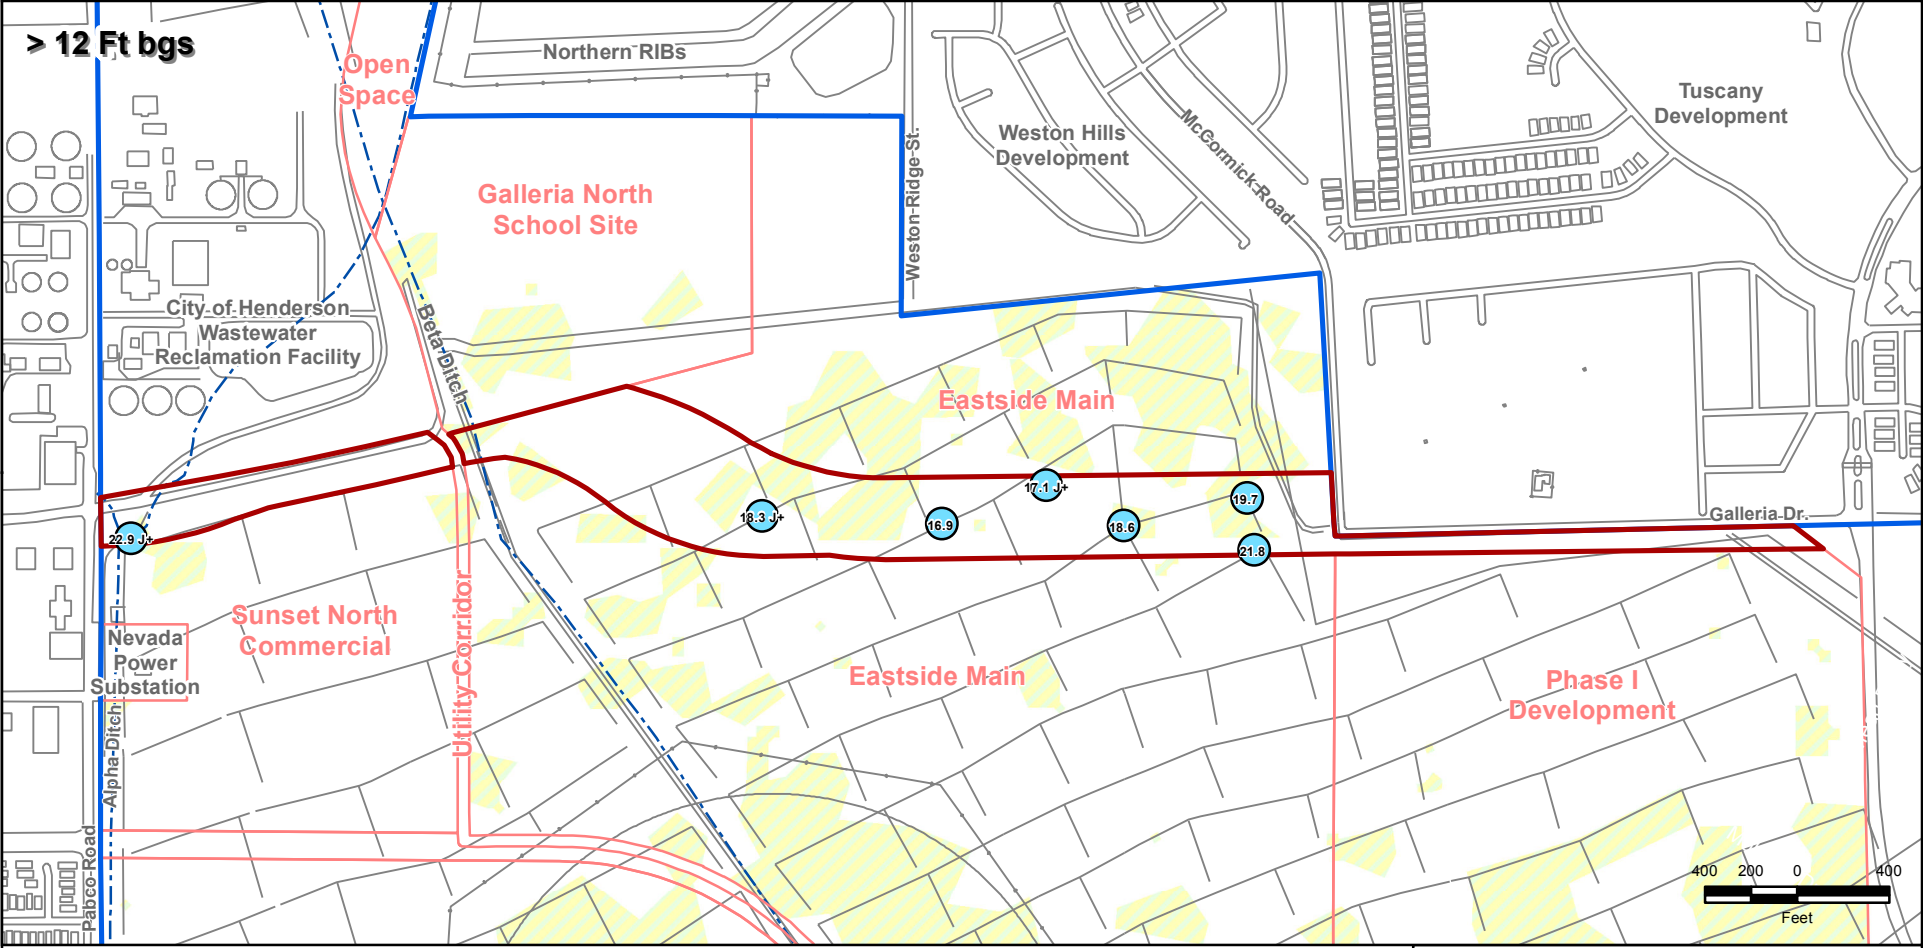 > 12 Ft bgs
Open
Space
Northern RIBs
Weston Hills
Development
McCormick Road
Tuscany
Development
Weston Ridge St.
Galleria North
School Site
City of Henderson
Wastewater
Reclamation Facility
Beta Ditch
Eastside Main
17.1 J+
19.7
18.3 J+
16.9
18.6
21.8
22.9 J+
Galleria Dr.
Sunset North
Commercial
Nevada
Power
Substation
Utility Corridor
Eastside Main
Phase I
Development
Alpha Ditch
Pabco Road
400 200 0 400
Feet